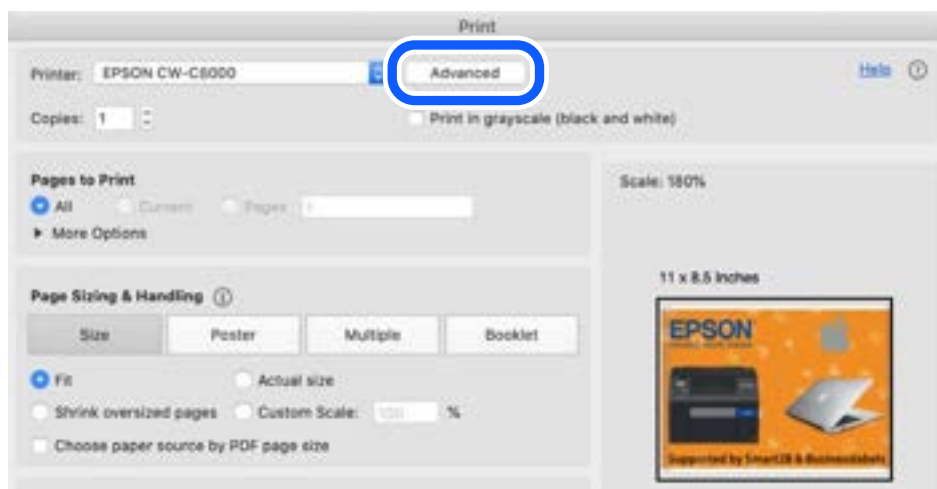 Print
Printer: EPSON CW-C6000 Advanced Help
Copies: 1 Print in grayscale (black and white)
Pages to Print
All Current Pages 1
More Options
Scale: 180%
Page Sizing & Handling
Size Poster Multiple Booklet
Fit Actual size
Shrink oversized pages Custom Scale: 100 %
Choose paper source by PDF page size
11 x 8.5 Inches
EPSON
Supported by